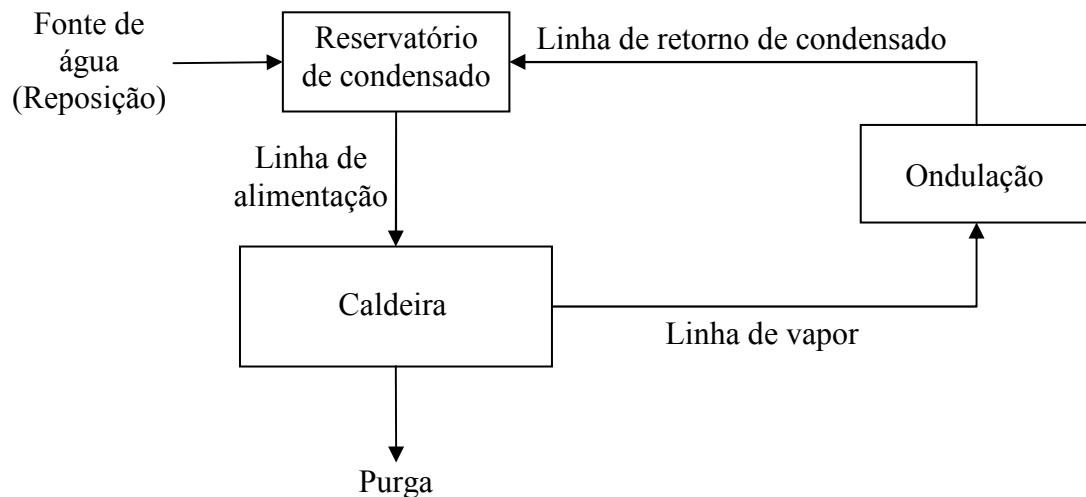 Fonte de
água
(Reposição)
Reservatório
de condensado
Linha de retorno de condensado
Linha de
alimentação
Ondulação
Caldeira
Linha de vapor
Purga